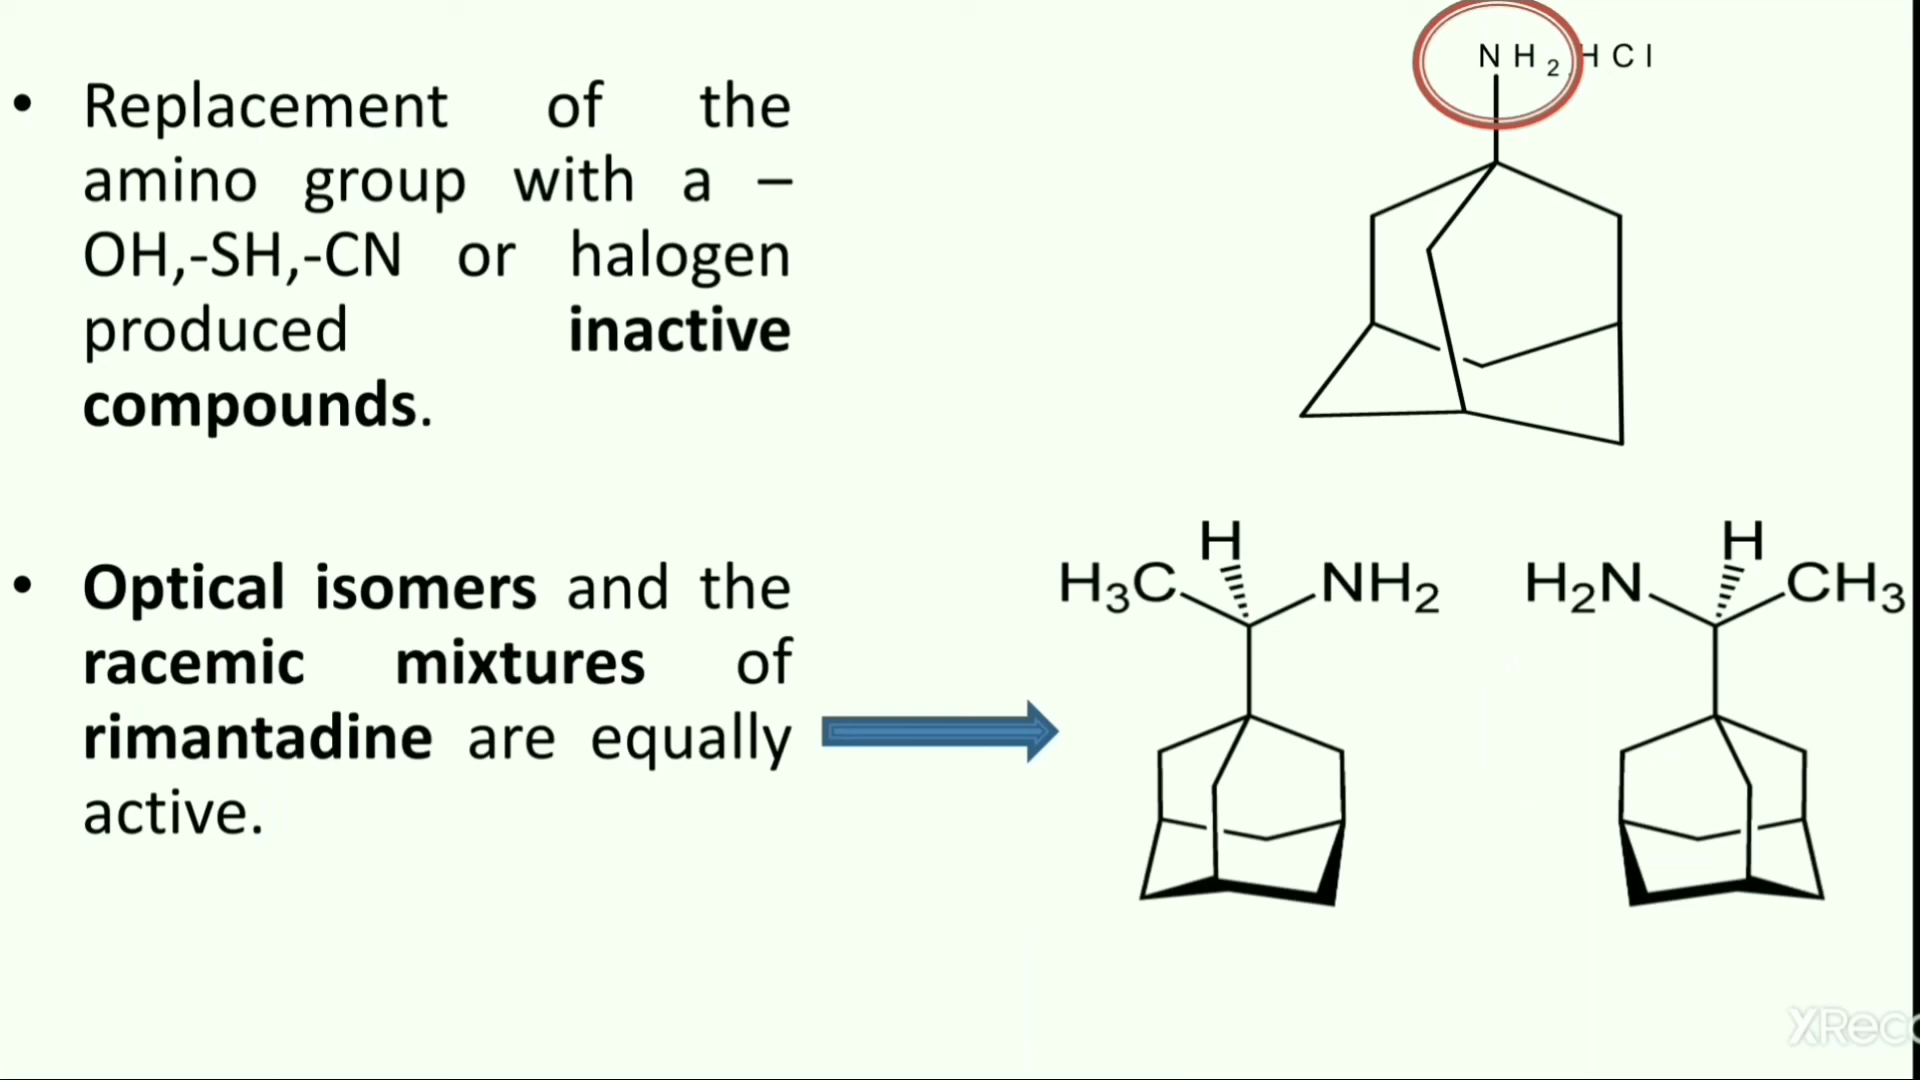 • Replacement of the
amino group with a –
OH,-SH,-CN or halogen
produced inactive
compounds.
• Optical isomers and the
racemic mixtures of
rimantadine are equally
active.
NH2.HCl
H
H3C NH2
H
H2N CH3
XReco